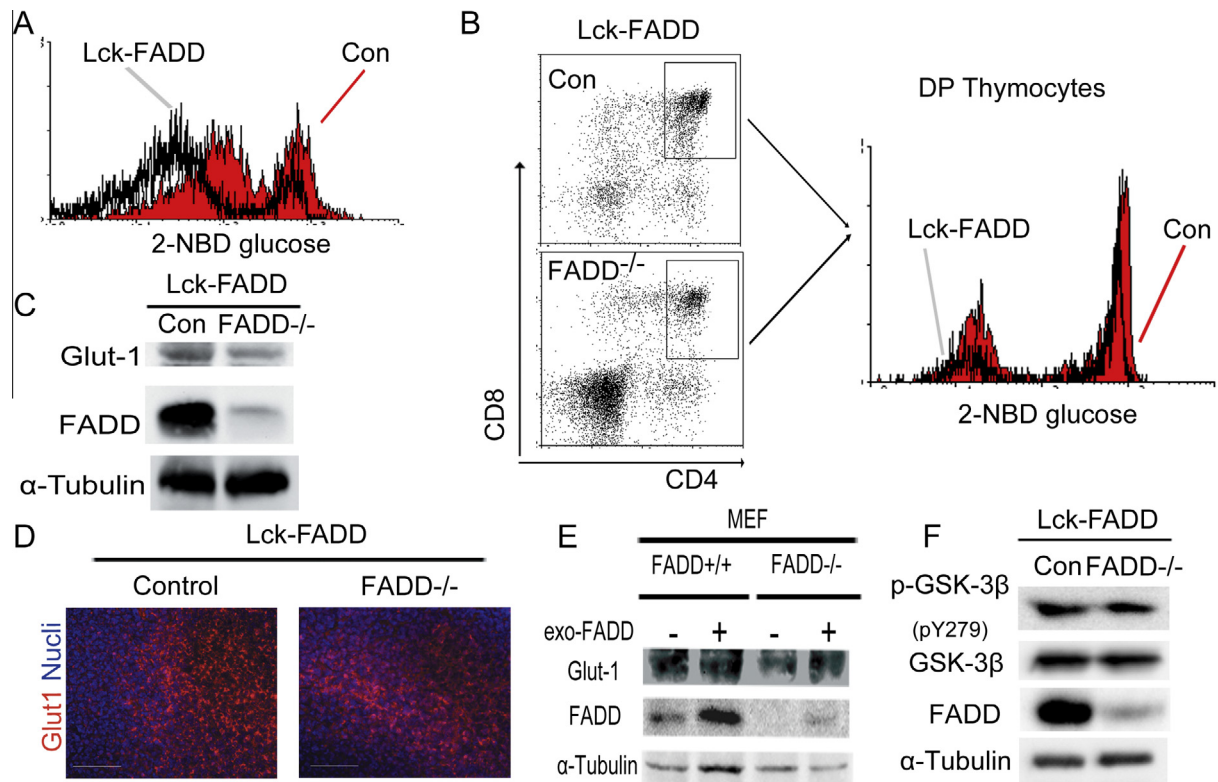 A
Lck-FADD
Con
2-NBD glucose
B
Lck-FADD
Con
FADD-/-
CD8
CD4
DP Thymocytes
Lck-FADD
Con
2-NBD glucose
C
Lck-FADD
Con FADD-/-
Glut-1
FADD
α-Tubulin
D
Lck-FADD
Control FADD-/-
Glut1 Nucli
E
MEF
FADD+/+ FADD-/-
exo-FADD - + - +
Glut-1
FADD
α-Tubulin
F
Lck-FADD
Con FADD-/-
p-GSK-3β
(pY279)
GSK-3β
FADD
α-Tubulin